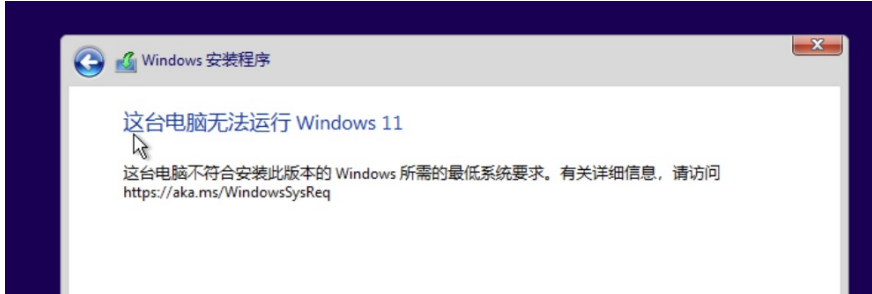 Windows 安装程序
这台电脑无法运行 Windows 11
这台电脑不符合安装此版本的 Windows 所需的最低系统要求。有关详细信息，请访问
https://aka.ms/WindowsSysReq